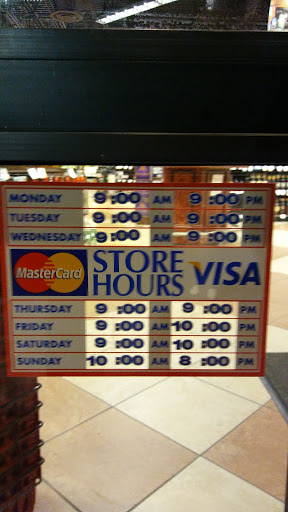 MONDAY 9 :00 AM 9 :00 PM
TUESDAY 9 :00 AM 9 :00 PM
WEDNESDAY 9 :00 AM 9 :00 PM
MasterCard STORE HOURS VISA
THURSDAY 9 :00 AM 9 :00 PM
FRIDAY 9 :00 AM 10 :00 PM
SATURDAY 9 :00 AM 10 :00 PM
SUNDAY 10 :00 AM 8 :00 PM